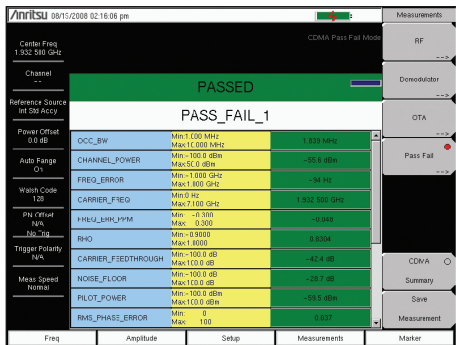 Anritsu 08/15/2008 02:16:06 pm
Measurements
CDMA Pass Fail Mode
Center Freq
1.932 500 GHz
Channel
--
Reference Source
Int Std Accy
Power Offset
0.0 dB
Auto Range
On
Walsh Code
128
PN Offset
N/A
No Trig
Trigger Polarity
N/A
Meas Speed
Normal
PASSED
PASS_FAIL_1
OCC_BW Min:1.000 MHz Max:10.000 MHz 1.839 MHz
CHANNEL_POWER Min:-100.0 dBm Max:50.0 dBm -55.6 dBm
FREQ_ERROR Min:-1.000 GHz Max:1.000 GHz -94 Hz
CARRIER_FREQ Min:0 Hz Max:7.100 GHz 1.932 500 GHz
FREQ_ERR_PPM Min: -0.300 Max: 0.300 -0.048
RHO Min:-0.9000 Max:1.0000 0.8304
CARRIER_FEEDTHROUGH Min:-100.0 dB Max:100.0 dB -42.4 dB
NOISE_FLOOR Min:-100.0 dB Max:100.0 dB -28.7 dB
PILOT_POWER Min:-100.0 dBm Max:100.0 dBm -59.5 dBm
RMS_PHASE_ERROR Min: 0 Max: 100 0.037
RF
-->
Demodulator
-->
OTA
-->
Pass Fail
-->
CDMA
Summary
Save
Measurement
Freq Amplitude Setup Measurements Marker